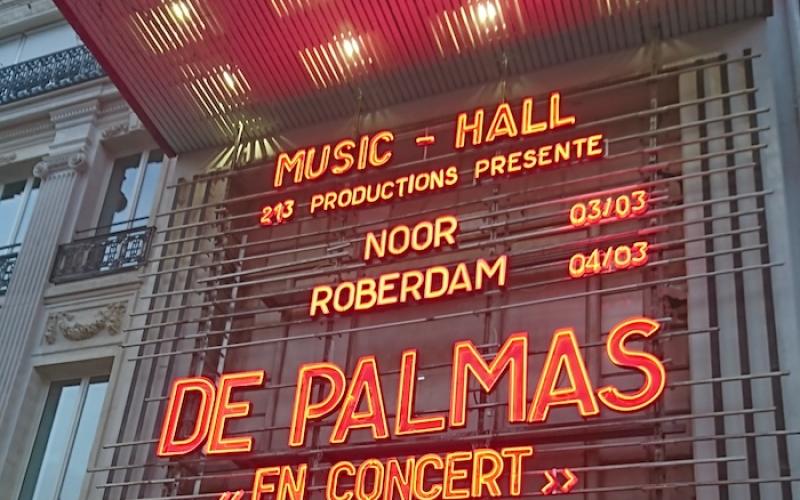 MUSIC - HALL
213 PRODUCTIONS PRESENTE
NOOR 03/03
ROBERDAM 04/03
DE PALMAS
« EN CONCERT »